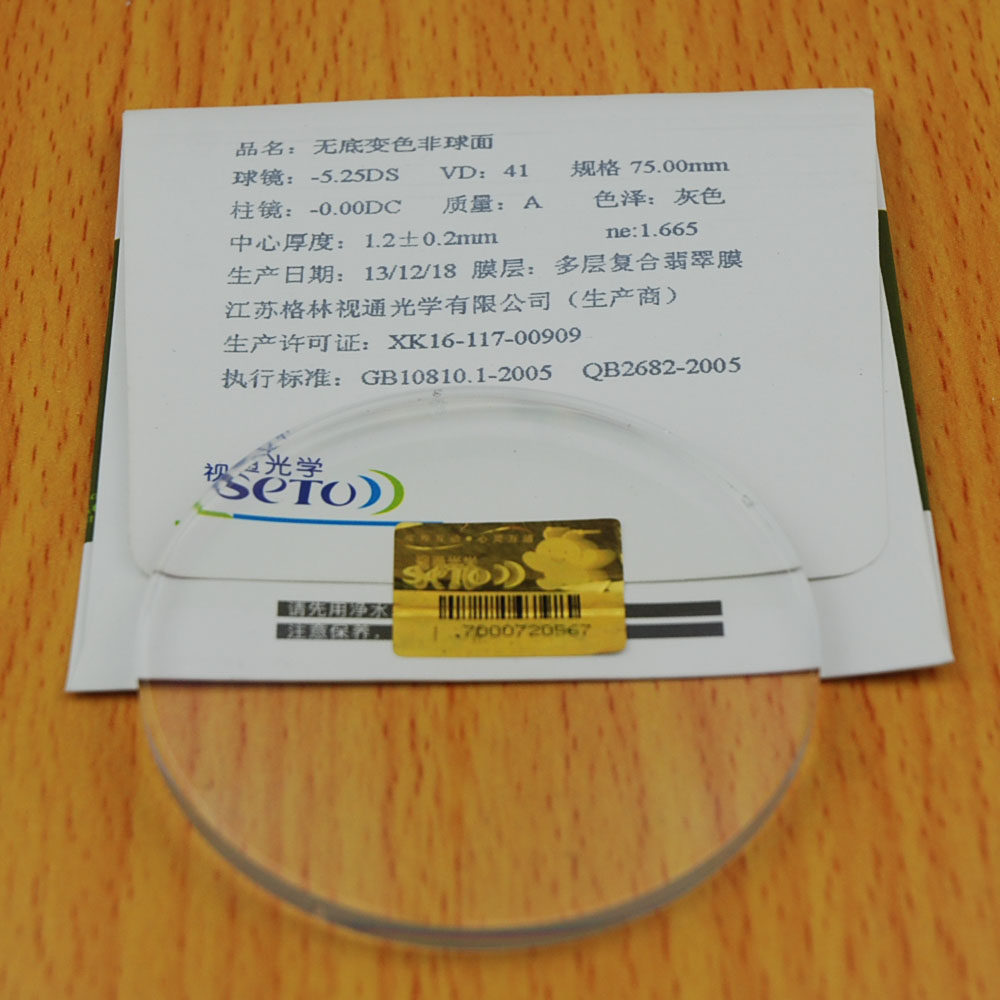 品名：无底变色非球面
球镜：-5.25DS VD：41 规格 75.00mm
柱镜：-0.00DC 质量：A 色泽：灰色
中心厚度：1.2±0.2mm ne:1.665
生产日期：13/12/18 膜层：多层复合翡翠膜
江苏格林视通光学有限公司（生产商）
生产许可证：XK16-117-00909
执行标准：GB10810.1-2005 QB2682-2005
视通光学
SETO
请先用净水
注意保养，
7000720567